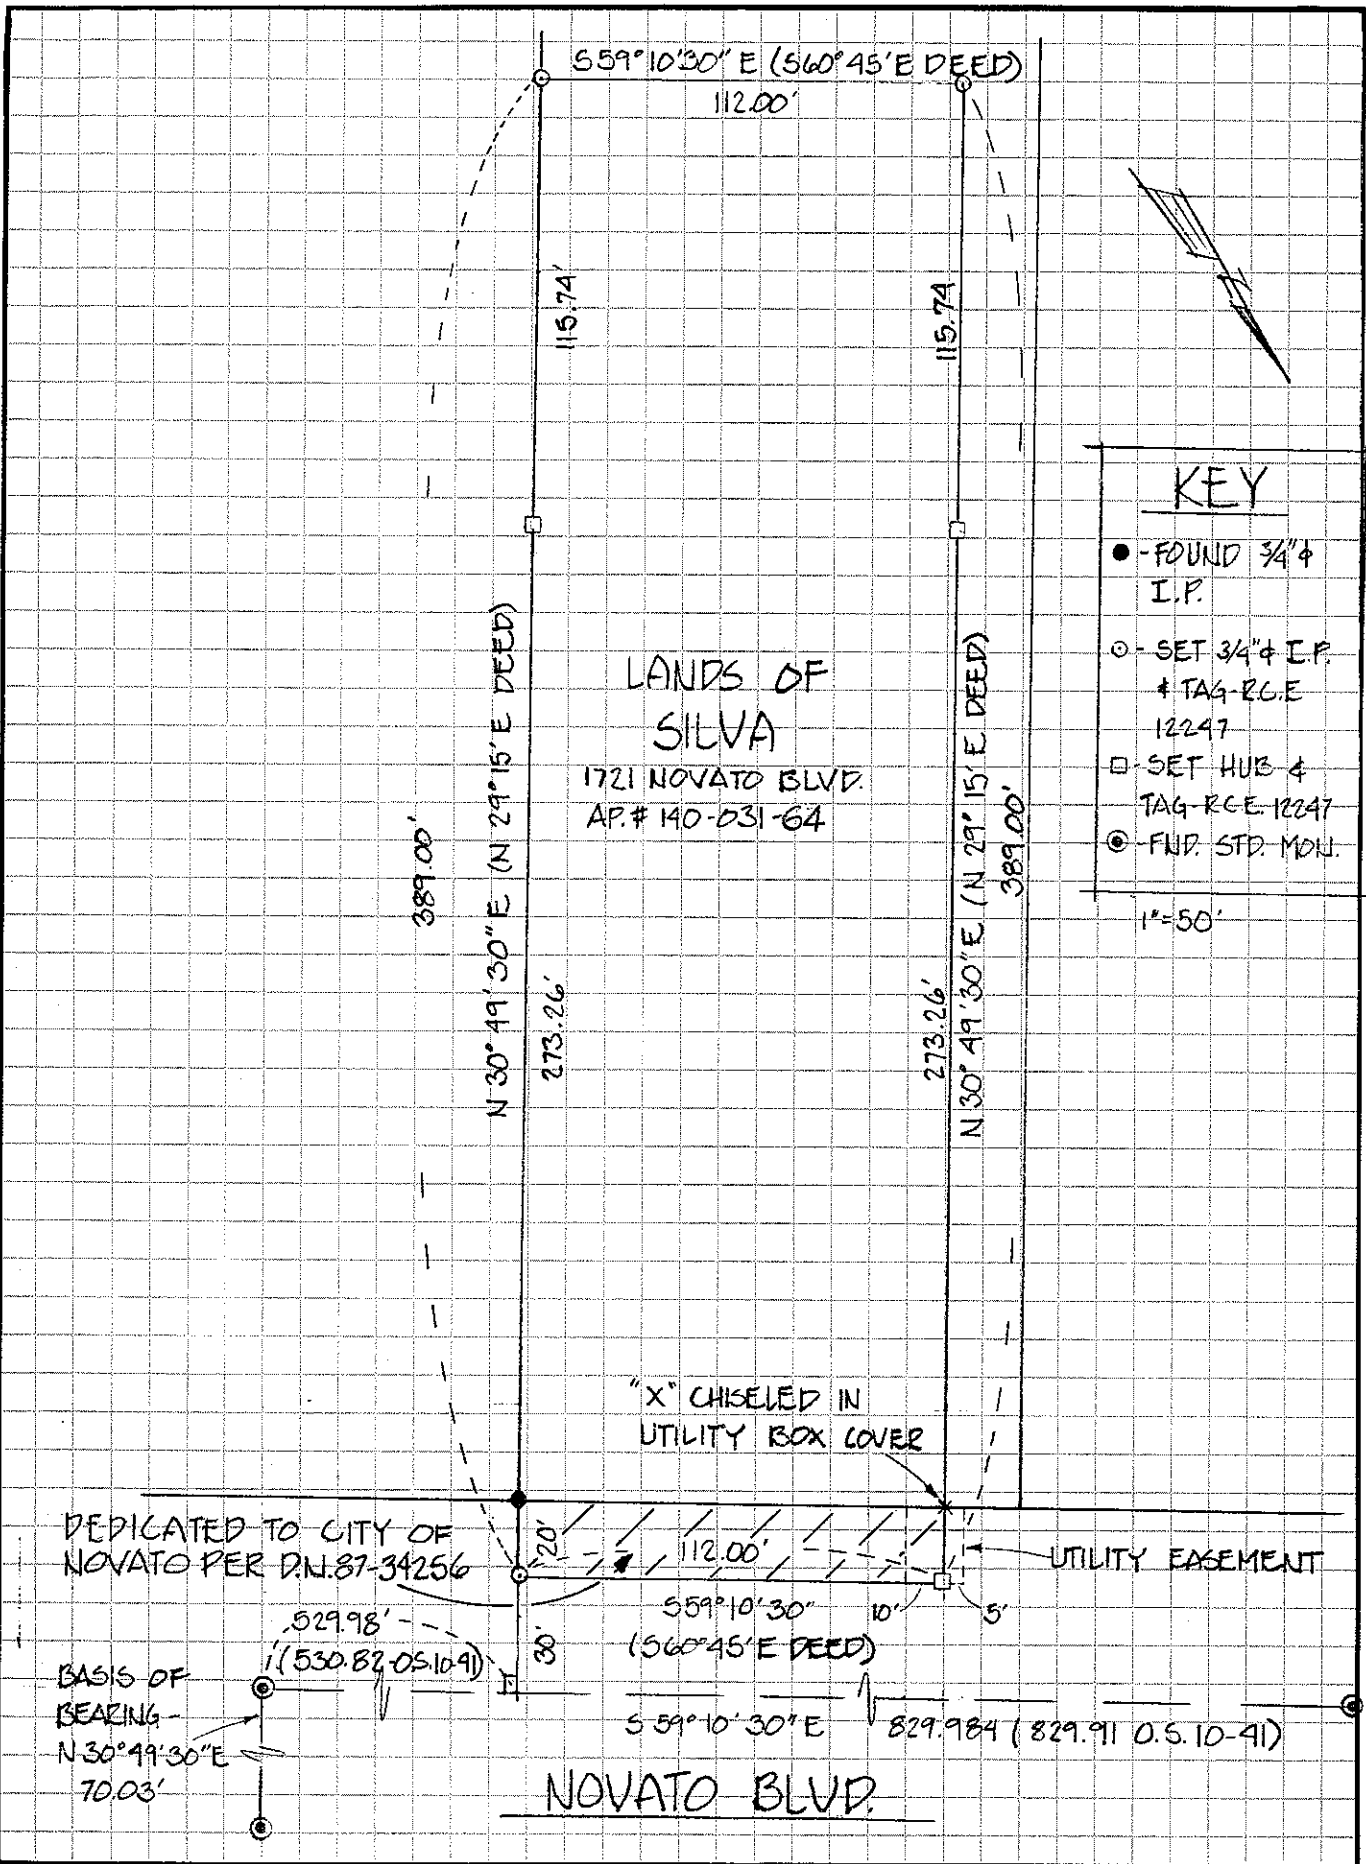 S59°10'30" E (S60°45'E DEED)
112.00'
115.74'
115.74
KEY
● - FOUND 3/4" ϕ
I.P.
⊙ - SET 3/4" ϕ I.P.
& TAG-R.C.E
12247
□ - SET HUB &
TAG-R.C.E. 12247
◉ - FND. STD. MON.
1"=50'
N 30° 49' 30" E (N 29° 15' E DEED)
389.00'
273.26'
LANDS OF
SILVA
1721 NOVATO BLVD.
AP.# 140-031-64
273.26'
N 30° 49' 30" E (N 29° 15' E DEED)
389.00'
"X" CHISELED IN
UTILITY BOX COVER
DEDICATED TO CITY OF
NOVATO PER D.N.87-34256
20'
112.00'
UTILITY EASEMENT
S59°10'30"
(S60°45'E DEED)
10'
5'
529.98'
(530.82-O.S.10-41)
30'
BASIS OF
BEARING -
N 30°49'30"E
70.03'
S 59° 10' 30" E
829.984 (829.91 O.S. 10-41)
NOVATO BLVD.